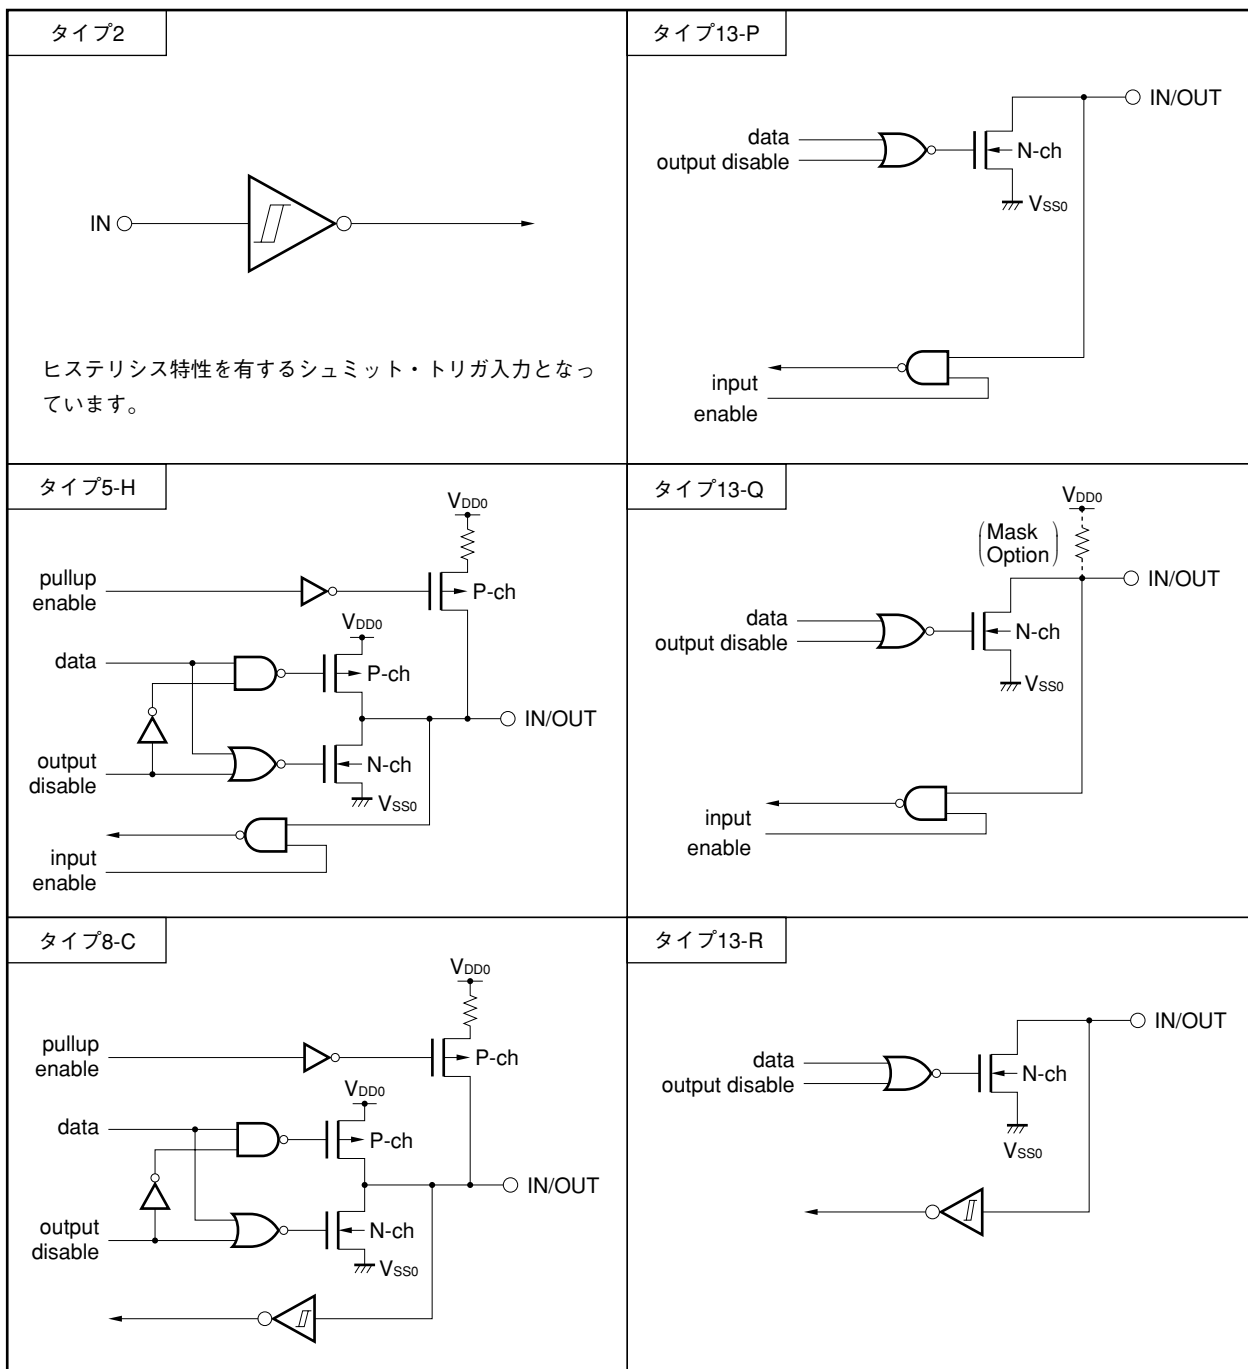 タイプ2
IN
ヒステリシス特性を有するシュミット・トリガ入力となっ
ています。
タイプ13-P
IN/OUT
data
output disable
N-ch
VSS0
input
enable
タイプ5-H
VDD0
pullup
enable
P-ch
VDD0
data
P-ch
IN/OUT
output
disable
N-ch
VSS0
input
enable
タイプ13-Q
VDD0
(Mask
Option)
IN/OUT
data
output disable
N-ch
VSS0
input
enable
タイプ8-C
VDD0
pullup
enable
P-ch
VDD0
data
P-ch
IN/OUT
output
disable
N-ch
VSS0
タイプ13-R
IN/OUT
data
output disable
N-ch
VSS0